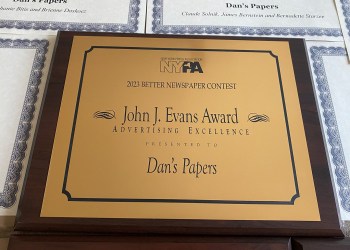 Dan's Papers
Dan's Papers
Claude Solnik, James Bernstein and Bernadette Starzee
NYPA
2023 BETTER NEWSPAPER CONTEST
John J. Evans Award
ADVERTISING EXCELLENCE
PRESENTED TO
Dan's Papers